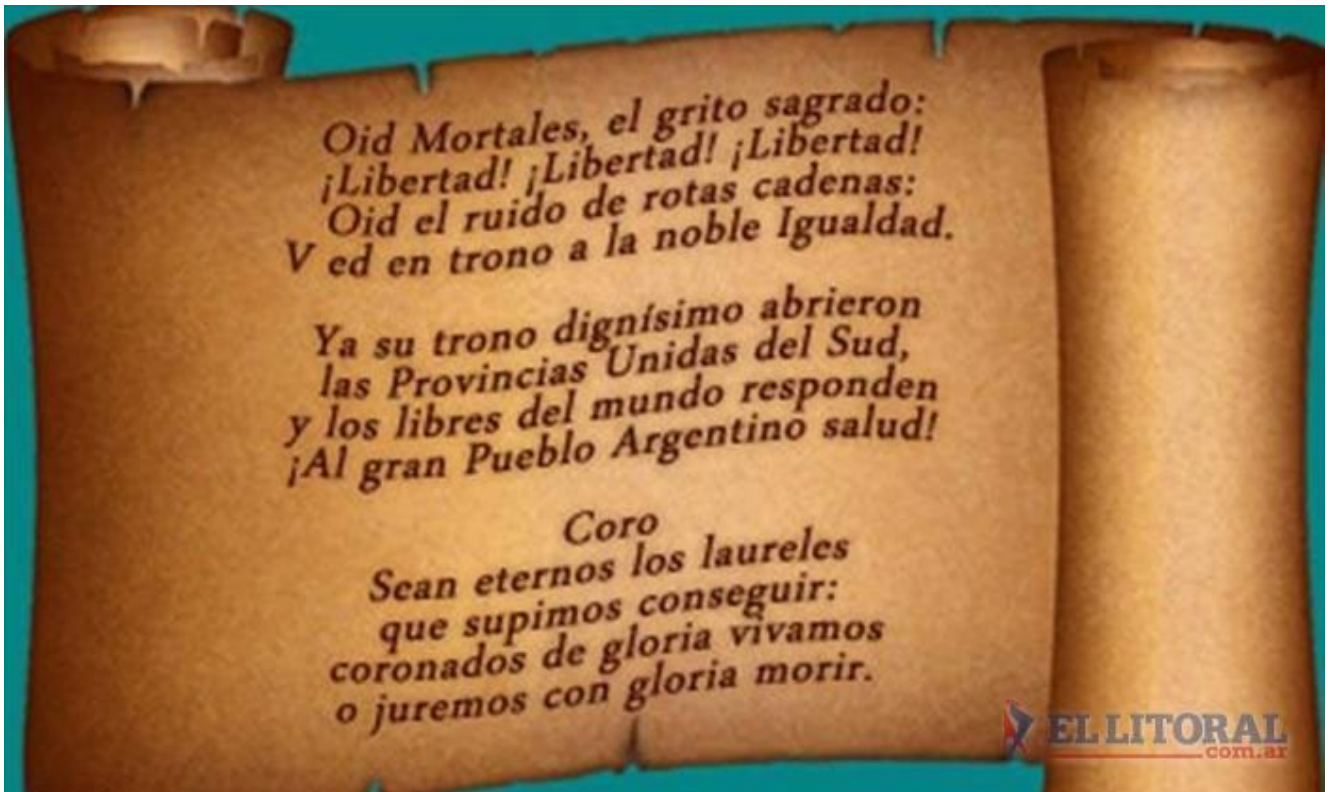 Oid Mortales, el grito sagrado:
¡Libertad! ¡Libertad! ¡Libertad!
Oid el ruido de rotas cadenas:
V ed en trono a la noble Igualdad.
Ya su trono dignísimo abrieron
las Provincias Unidas del Sud,
y los libres del mundo responden
¡Al gran Pueblo Argentino salud!
Coro
Sean eternos los laureles
que supimos conseguir:
coronados de gloria vivamos
o juremos con gloria morir.
EL LITORAL
com.ar